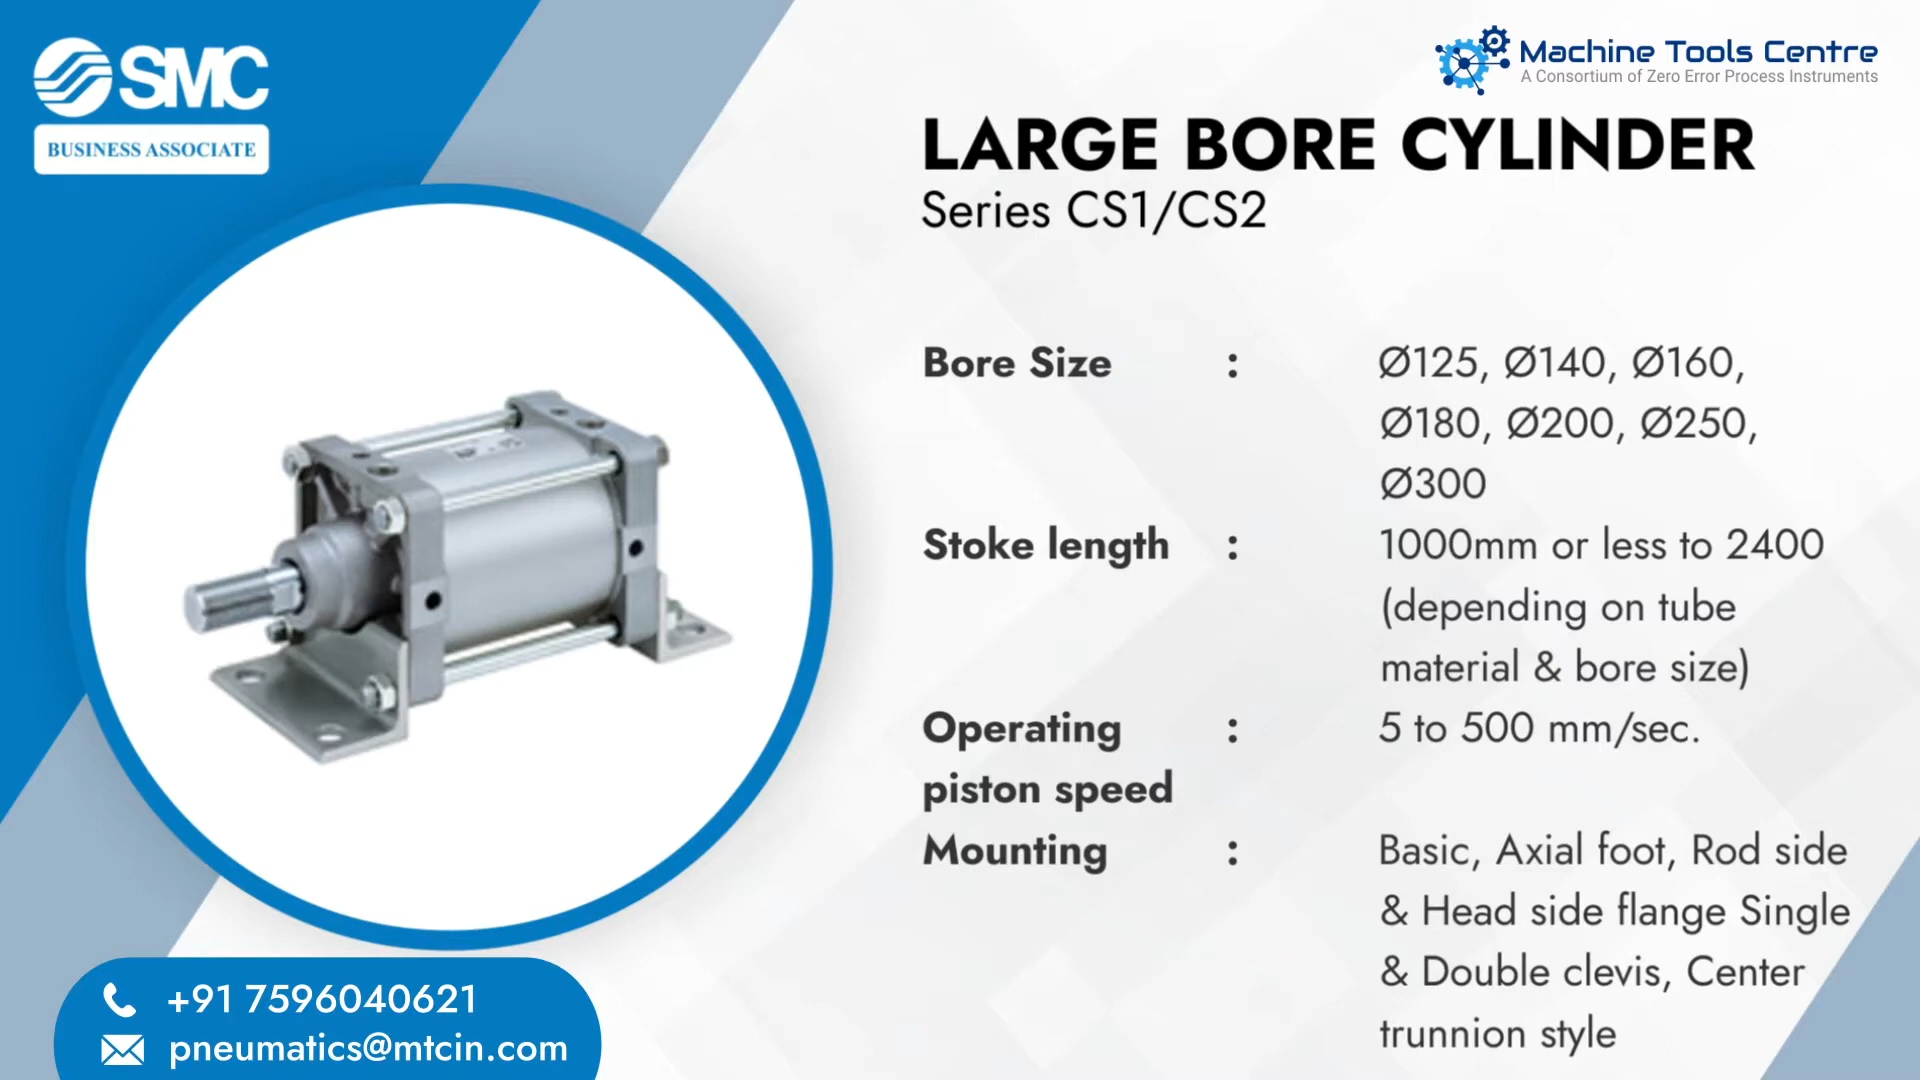 SMC
BUSINESS ASSOCIATE
Machine Tools Centre
A Consortium of Zero Error Process Instruments
LARGE BORE CYLINDER
Series CS1/CS2
Bore Size : Ø125, Ø140, Ø160,
Ø180, Ø200, Ø250,
Ø300
Stoke length : 1000mm or less to 2400
(depending on tube
material & bore size)
Operating : 5 to 500 mm/sec.
piston speed
Mounting : Basic, Axial foot, Rod side
& Head side flange Single
& Double clevis, Center
trunnion style
+91 7596040621
pneumatics@mtcin.com